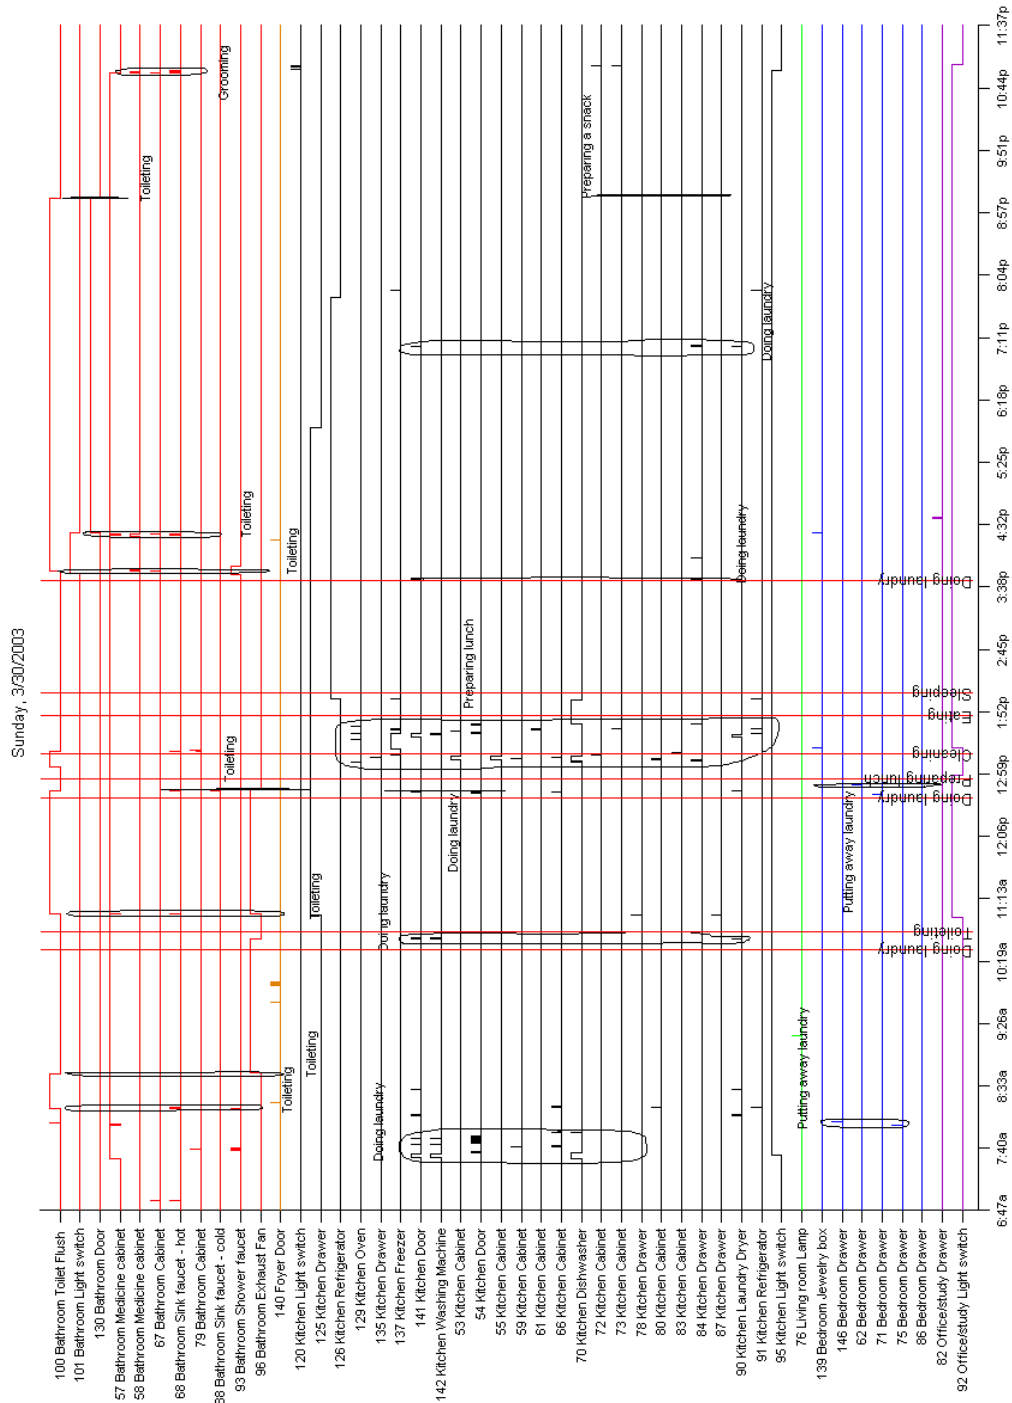 Sunday, 3/30/2003
100 Bathroom Toilet Flush
101 Bathroom Light switch
130 Bathroom Door
57 Bathroom Medicine cabinet
58 Bathroom Medicine cabinet
67 Bathroom Cabinet
68 Bathroom Sink faucet - hot
79 Bathroom Cabinet
88 Bathroom Sink faucet - cold
93 Bathroom Shower faucet
96 Bathroom Exhaust Fan
140 Foyer Door
120 Kitchen Light switch
125 Kitchen Drawer
126 Kitchen Refrigerator
129 Kitchen Oven
135 Kitchen Drawer
137 Kitchen Freezer
141 Kitchen Door
142 Kitchen Washing Machine
53 Kitchen Cabinet
54 Kitchen Door
55 Kitchen Cabinet
59 Kitchen Cabinet
61 Kitchen Cabinet
66 Kitchen Cabinet
70 Kitchen Dishwasher
72 Kitchen Cabinet
73 Kitchen Cabinet
78 Kitchen Drawer
80 Kitchen Cabinet
83 Kitchen Cabinet
84 Kitchen Drawer
87 Kitchen Drawer
90 Kitchen Laundry Dryer
91 Kitchen Refrigerator
95 Kitchen Light switch
76 Living room Lamp
139 Bedroom Jewelry box
146 Bedroom Drawer
62 Bedroom Drawer
71 Bedroom Drawer
75 Bedroom Drawer
86 Bedroom Drawer
82 Office/study Drawer
92 Office/study Light switch
6:47a
7:40a
8:33a
9:26a
10:19a
11:13a
12:06p
12:59p
1:52p
2:45p
3:38p
4:32p
5:25p
6:18p
7:11p
8:04p
8:57p
9:51p
10:44p
11:37p
Toileting
Grooming
Toileting
Toileting
Toileting
Toileting
Toileting
Toileting
Doing laundry
Doing laundry
Doing laundry
Preparing lunch
Preparing a snack
Doing laundry
Doing laundry
Putting away laundry
Putting away laundry
Doing laundry
Toileting
Doing laundry
Preparing lunch
Cleaning
Eating
Sleeping
Doing laundry